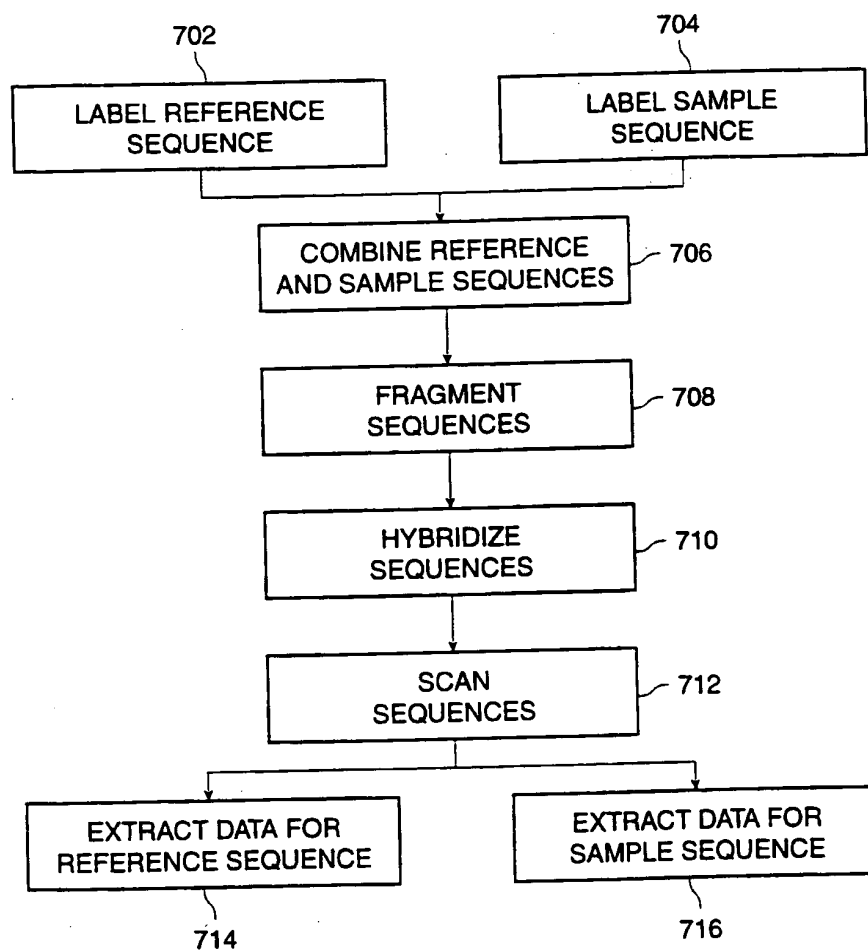 702
704
LABEL REFERENCE
SEQUENCE
LABEL SAMPLE
SEQUENCE
COMBINE REFERENCE
AND SAMPLE SEQUENCES
706
FRAGMENT
SEQUENCES
708
HYBRIDIZE
SEQUENCES
710
SCAN
SEQUENCES
712
EXTRACT DATA FOR
REFERENCE SEQUENCE
EXTRACT DATA FOR
SAMPLE SEQUENCE
714
716